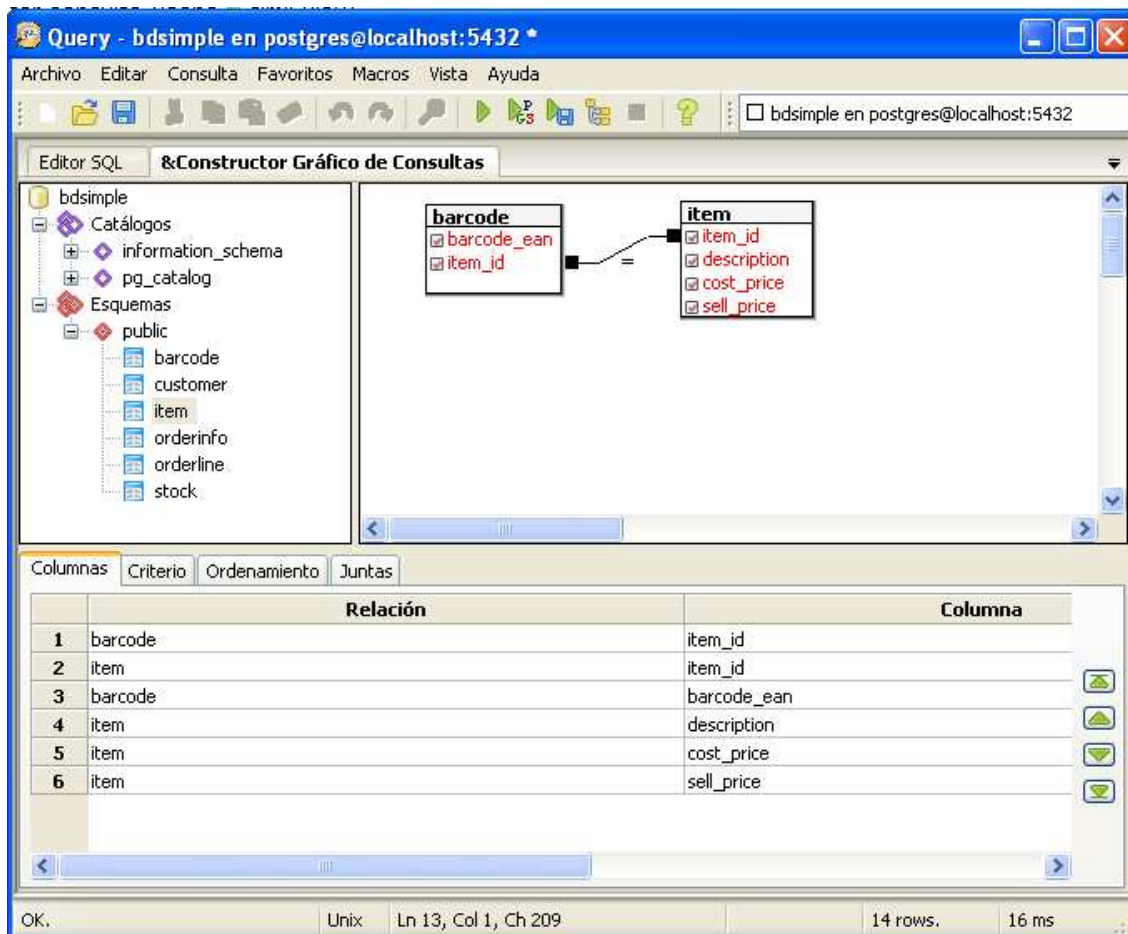 Query - bdsimple en postgres@localhost:5432 *
Archivo Editar Consulta Favoritos Macros Vista Ayuda
bdsimple en postgres@localhost:5432
Editor SQL &Constructor Gráfico de Consultas
bdsimple
Catálogos
information_schema
pg_catalog
Esquemas
public
barcode
customer
item
orderinfo
orderline
stock
barcode
barcode_ean
item_id
=
item
item_id
description
cost_price
sell_price
Columnas Criterio Ordenamiento Juntas
Relación Columna
1 barcode item_id
2 item item_id
3 barcode barcode_ean
4 item description
5 item cost_price
6 item sell_price
OK. Unix Ln 13, Col 1, Ch 209 14 rows. 16 ms